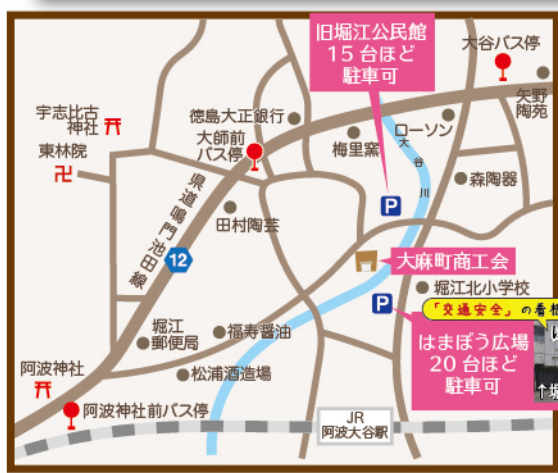 旧堀江公民館
15台ほど
駐車可
大谷バス停
矢野
陶苑
宇志比古
神社
徳島大正銀行
大師前
バス停
ローソン
梅里窯
大谷川
東林院
県道鳴門池田線
12
田村陶芸
P
森陶器
大麻町商工会
堀江北小学校
P
「交通安全」の看板
はまぼう広場
20台ほど
駐車可
堀江
郵便局
福寿醤油
松浦酒造場
阿波神社
阿波神社前バス停
JR
阿波大谷駅